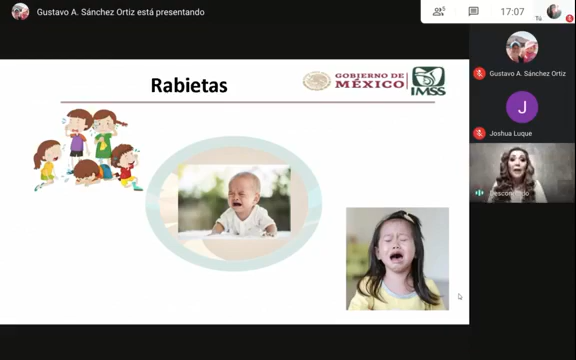 Gustavo A. Sánchez Ortiz está presentando
17:07
Tú
Rabietas
GOBIERNO DE
MÉXICO
IMSS
Gustavo A. Sánchez Ortiz
J
Joshua Luque